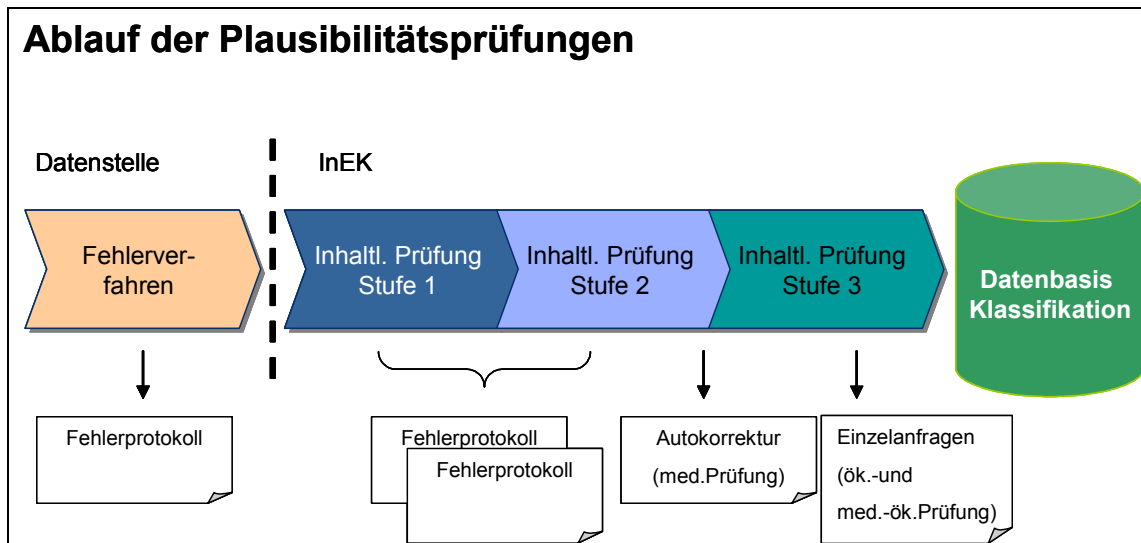 Ablauf der Plausibilitätsprüfungen
Datenstelle
InEK
Fehlerver-
fahren
Inhaltl. Prüfung
Stufe 1
Inhaltl. Prüfung
Stufe 2
Inhaltl. Prüfung
Stufe 3
Datenbasis
Klassifikation
Fehlerprotokoll
Fehlerprotokoll
Fehlerprotokoll
Autokorrektur
(med.Prüfung)
Einzelanfragen
(ök.-und
med.-ök.Prüfung)